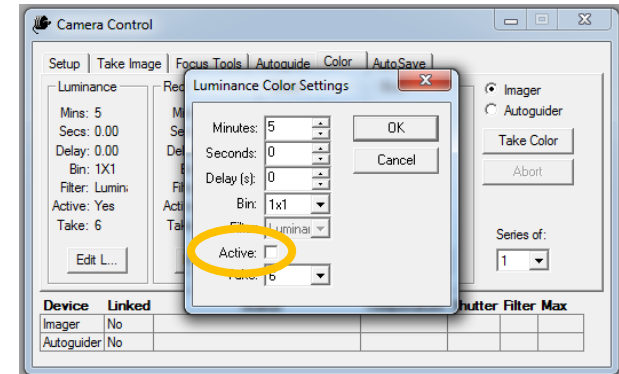 Camera Control
Setup Take Image Focus Tools Autoguide Color AutoSave
Luminance
Mins: 5
Secs: 0.00
Delay: 0.00
Bin: 1X1
Filter:
Active: Yes
Take: 6
Edit L...
Luminance Color Settings
Minutes: 5
Seconds: 0
Delay (s): 0
Bin: 1x1
Filter:
Active:
Take: 6
OK
Cancel
Imager
Autoguider
Take Color
Abort
Series of:
1
Device Linked Filter Max
Imager No
Autoguider No